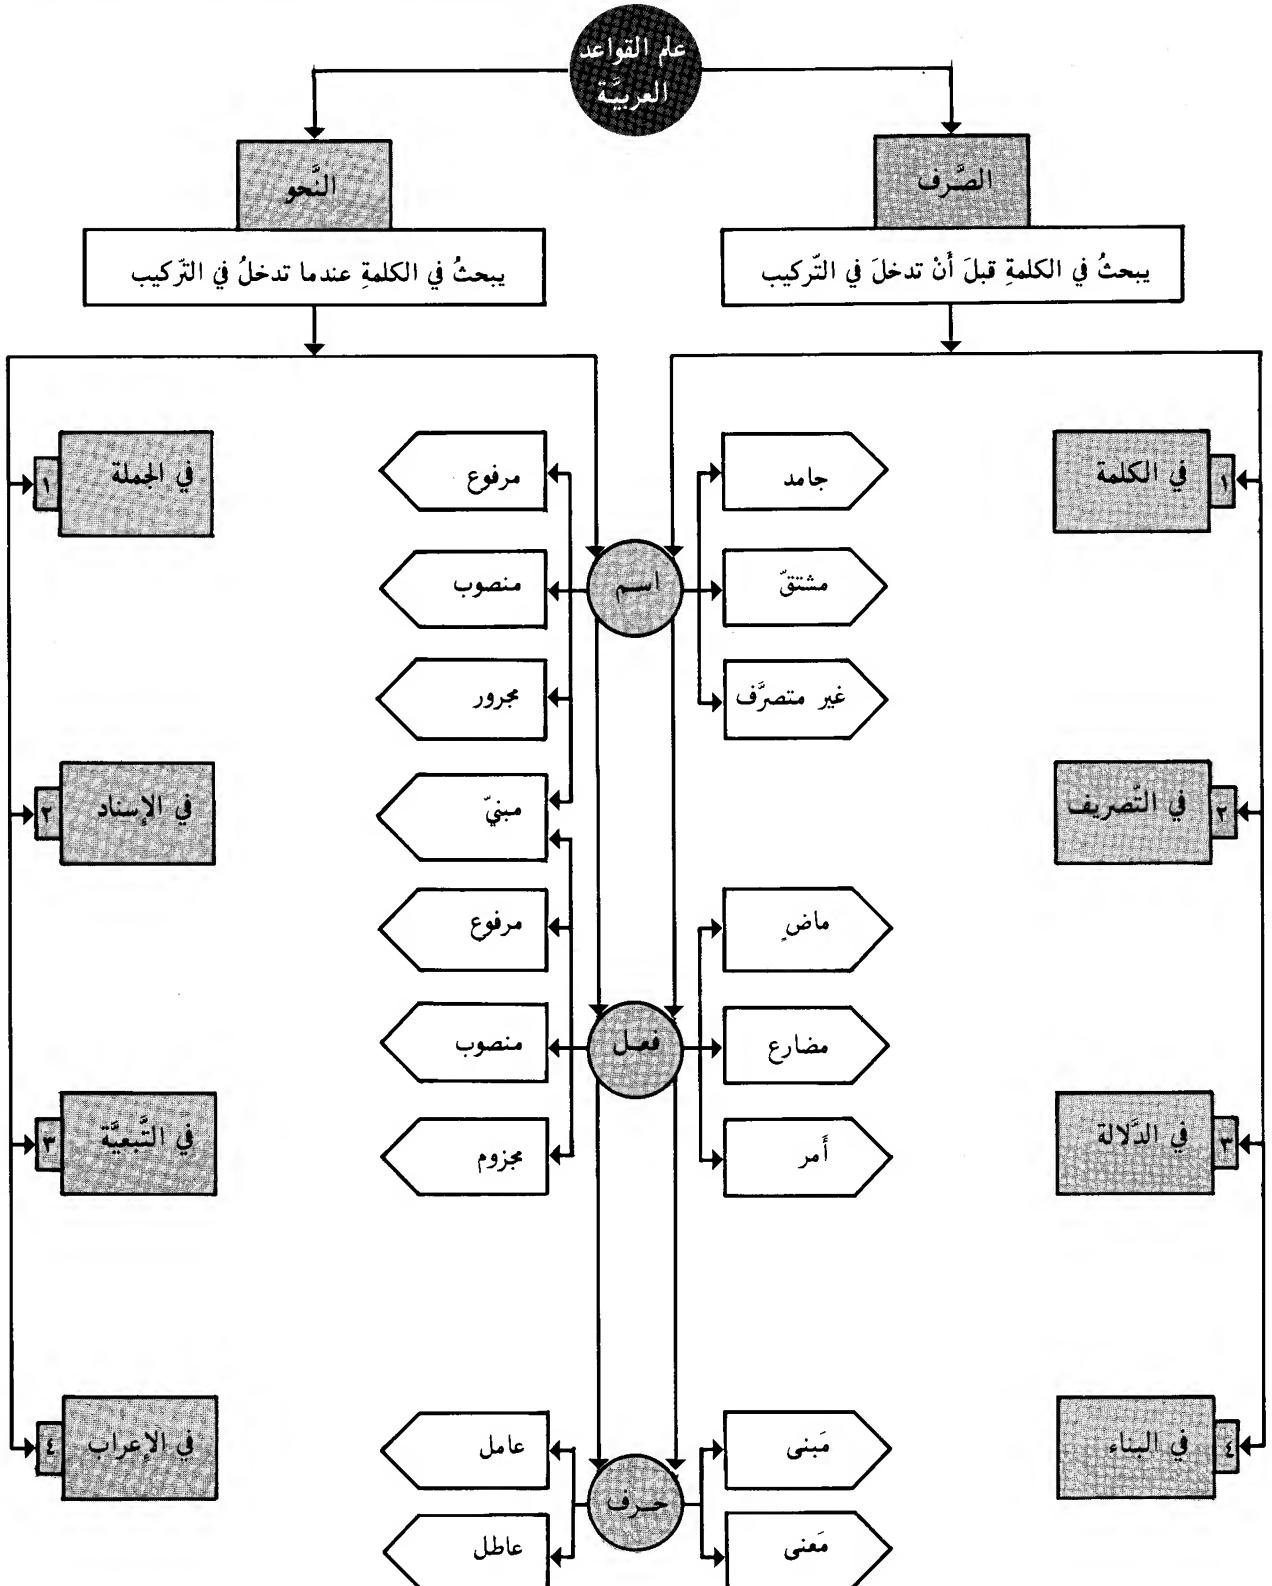 علم القواعد
العربيَّة
الصَّرف
يبحثُ في الكلمةِ قبلَ أَنْ تدخلَ في التّركيب
النَّحو
يبحثُ في الكلمةِ عندما تدخلُ في التّركيب
١
في الكلمة
٢
في التَّصريف
٣
في الدَّلالة
٤
في البناء
اسم
جامد
مشتقّ
غير متصرَّف
مرفوع
منصوب
مجرور
مبنيّ
فعل
ماضٍ
مضارع
أَمر
مرفوع
منصوب
مجزوم
حرف
مَبنى
مَعنى
عامل
عاطل
في الجملة
١
في الإسناد
٢
في التَّبعيَّة
٣
في الإعراب
٤